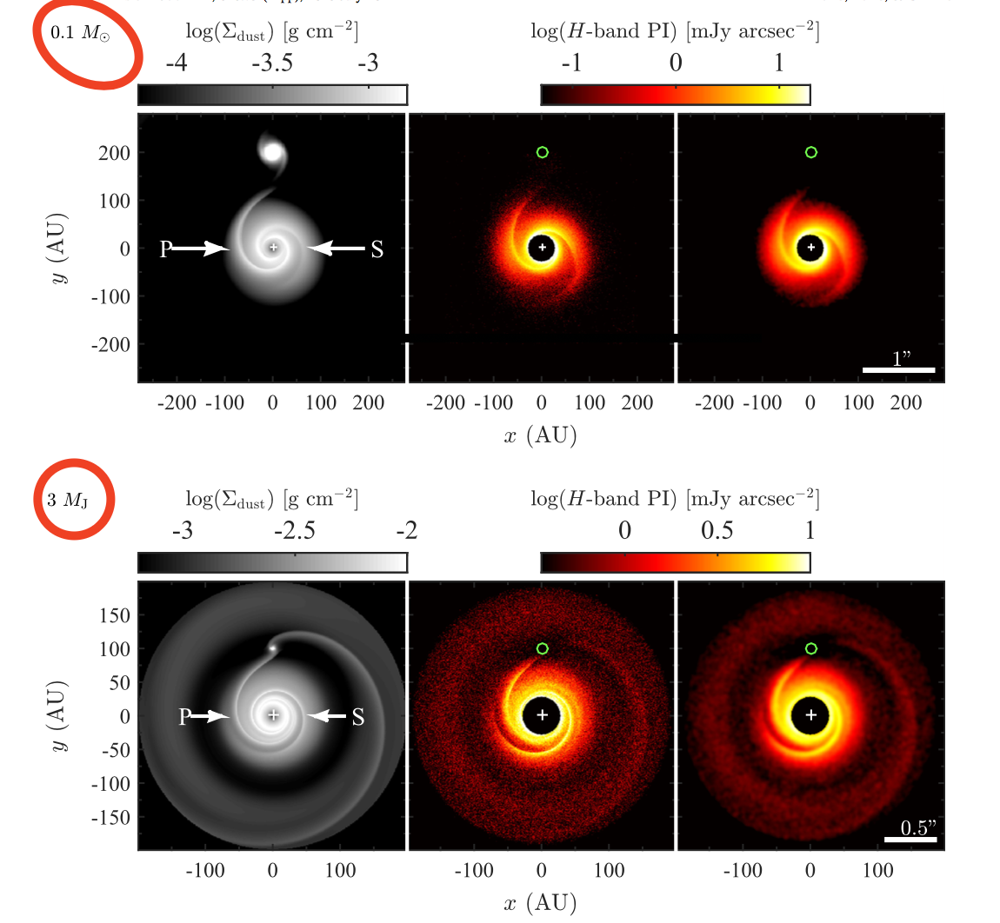 0.1 M☉
log(Σdust) [g cm−2]
log(H-band PI) [mJy arcsec−2]
-4 -3.5 -3
-1 0 1
200
100
0
-100
-200
y (AU)
P S
1”
-200 -100 0 100 200
-200 -100 0 100 200
-200 -100 0 100 200
x (AU)
3 MJ
log(Σdust) [g cm−2]
log(H-band PI) [mJy arcsec−2]
-3 -2.5 -2
0 0.5 1
150
100
50
0
-50
-100
-150
y (AU)
P S
0.5”
-100 0 100
-100 0 100
-100 0 100
x (AU)